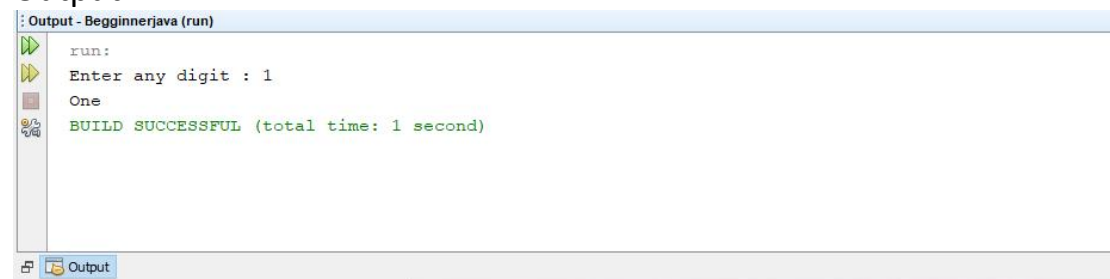 Output - Begginnerjava (run)
run:
Enter any digit : 1
One
BUILD SUCCESSFUL (total time: 1 second)
Output